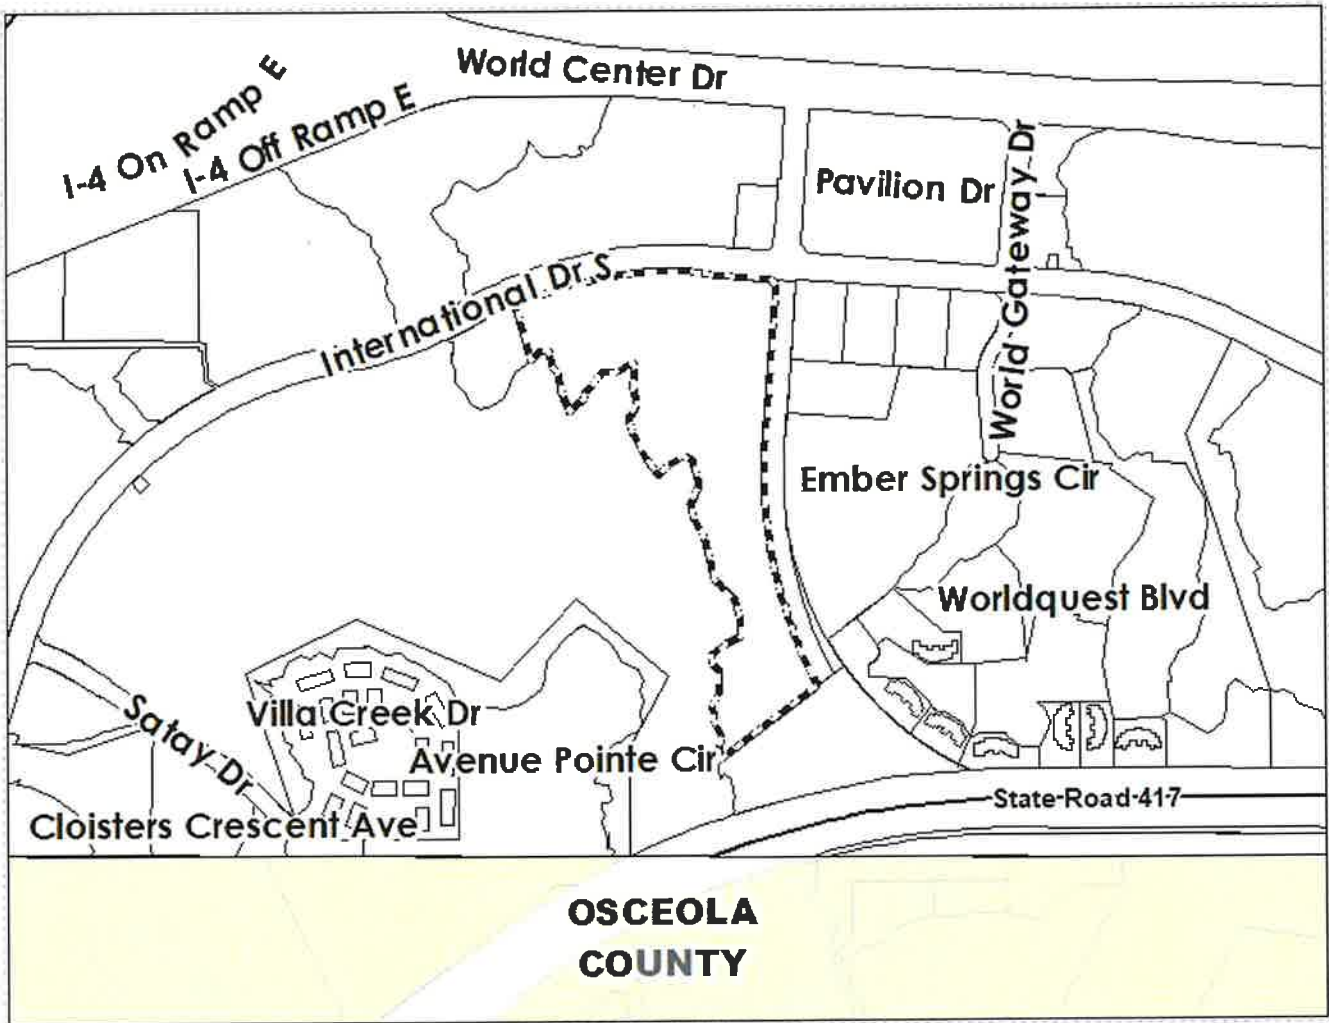 World Center Dr
I-4 On Ramp E
I-4 Off Ramp E
Pavilion Dr
World Gateway Dr
International Dr S
Ember Springs Cir
Worldquest Blvd
Villa Creek Dr
Satay Dr
Avenue Pointe Cir
State Road 417
Cloisters Crescent Ave
OSCEOLA
COUNTY